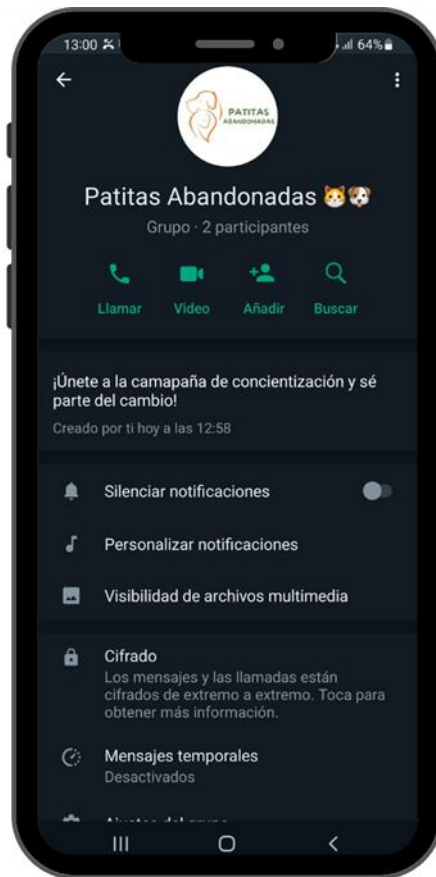 13:00
64%
PATITAS
ABANDONADAS
Patitas Abandonadas
Grupo · 2 participantes
Llamar Video Añadir Buscar
¡Únete a la camapaña de concientización y sé
parte del cambio!
Creado por ti hoy a las 12:58
Silenciar notificaciones
Personalizar notificaciones
Visibilidad de archivos multimedia
Cifrado
Los mensajes y las llamadas están
cifrados de extremo a extremo. Toca para
obtener más información.
Mensajes temporales
Desactivados